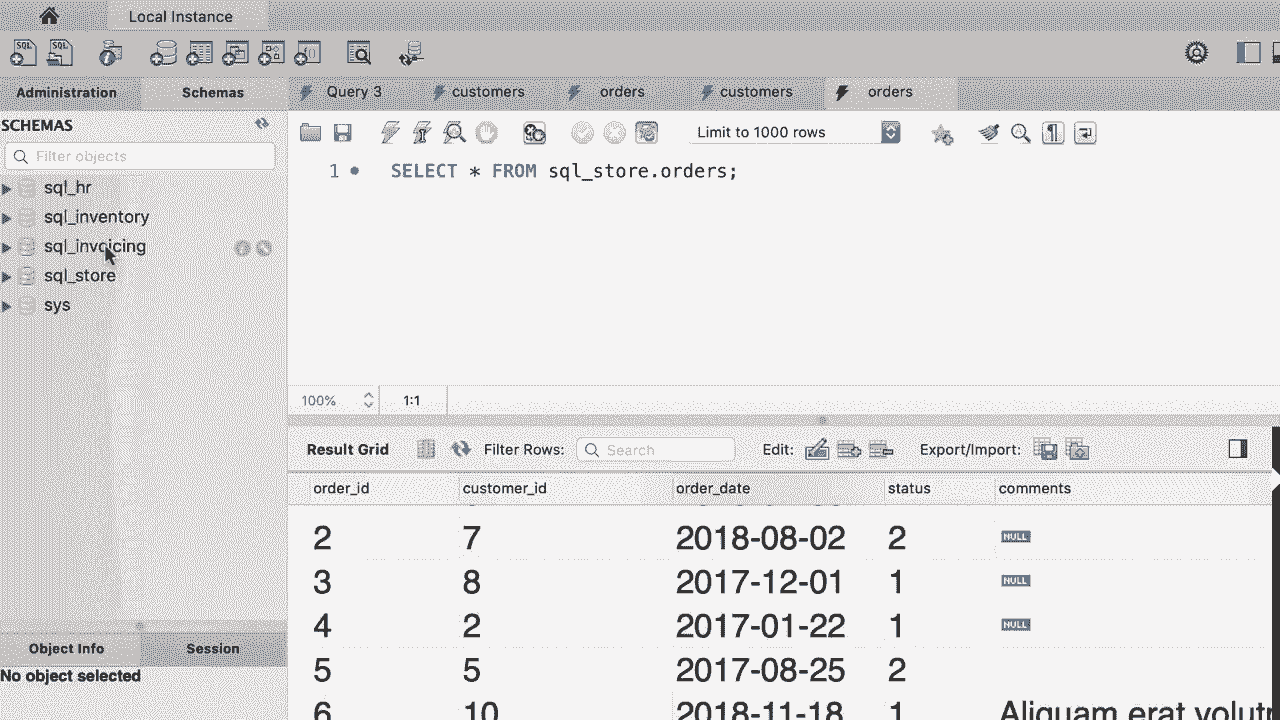 Local Instance
SQL SQL
Administration Schemas Query 3 customers orders customers orders
SCHEMAS
Filter objects
Limit to 1000 rows
1 SELECT * FROM sql_store.orders;
sql_hr
sql_inventory
sql_invoicing
sql_store
sys
100% 1:1
Result Grid Filter Rows: Search Edit: Export/Import:
order_id customer_id order_date status comments
2 7 2018-08-02 2 NULL
3 8 2017-12-01 1 NULL
4 2 2017-01-22 1 NULL
5 5 2017-08-25 2
6 10 2018-11-18 1 Aliquam erat
Object Info Session
No object selected